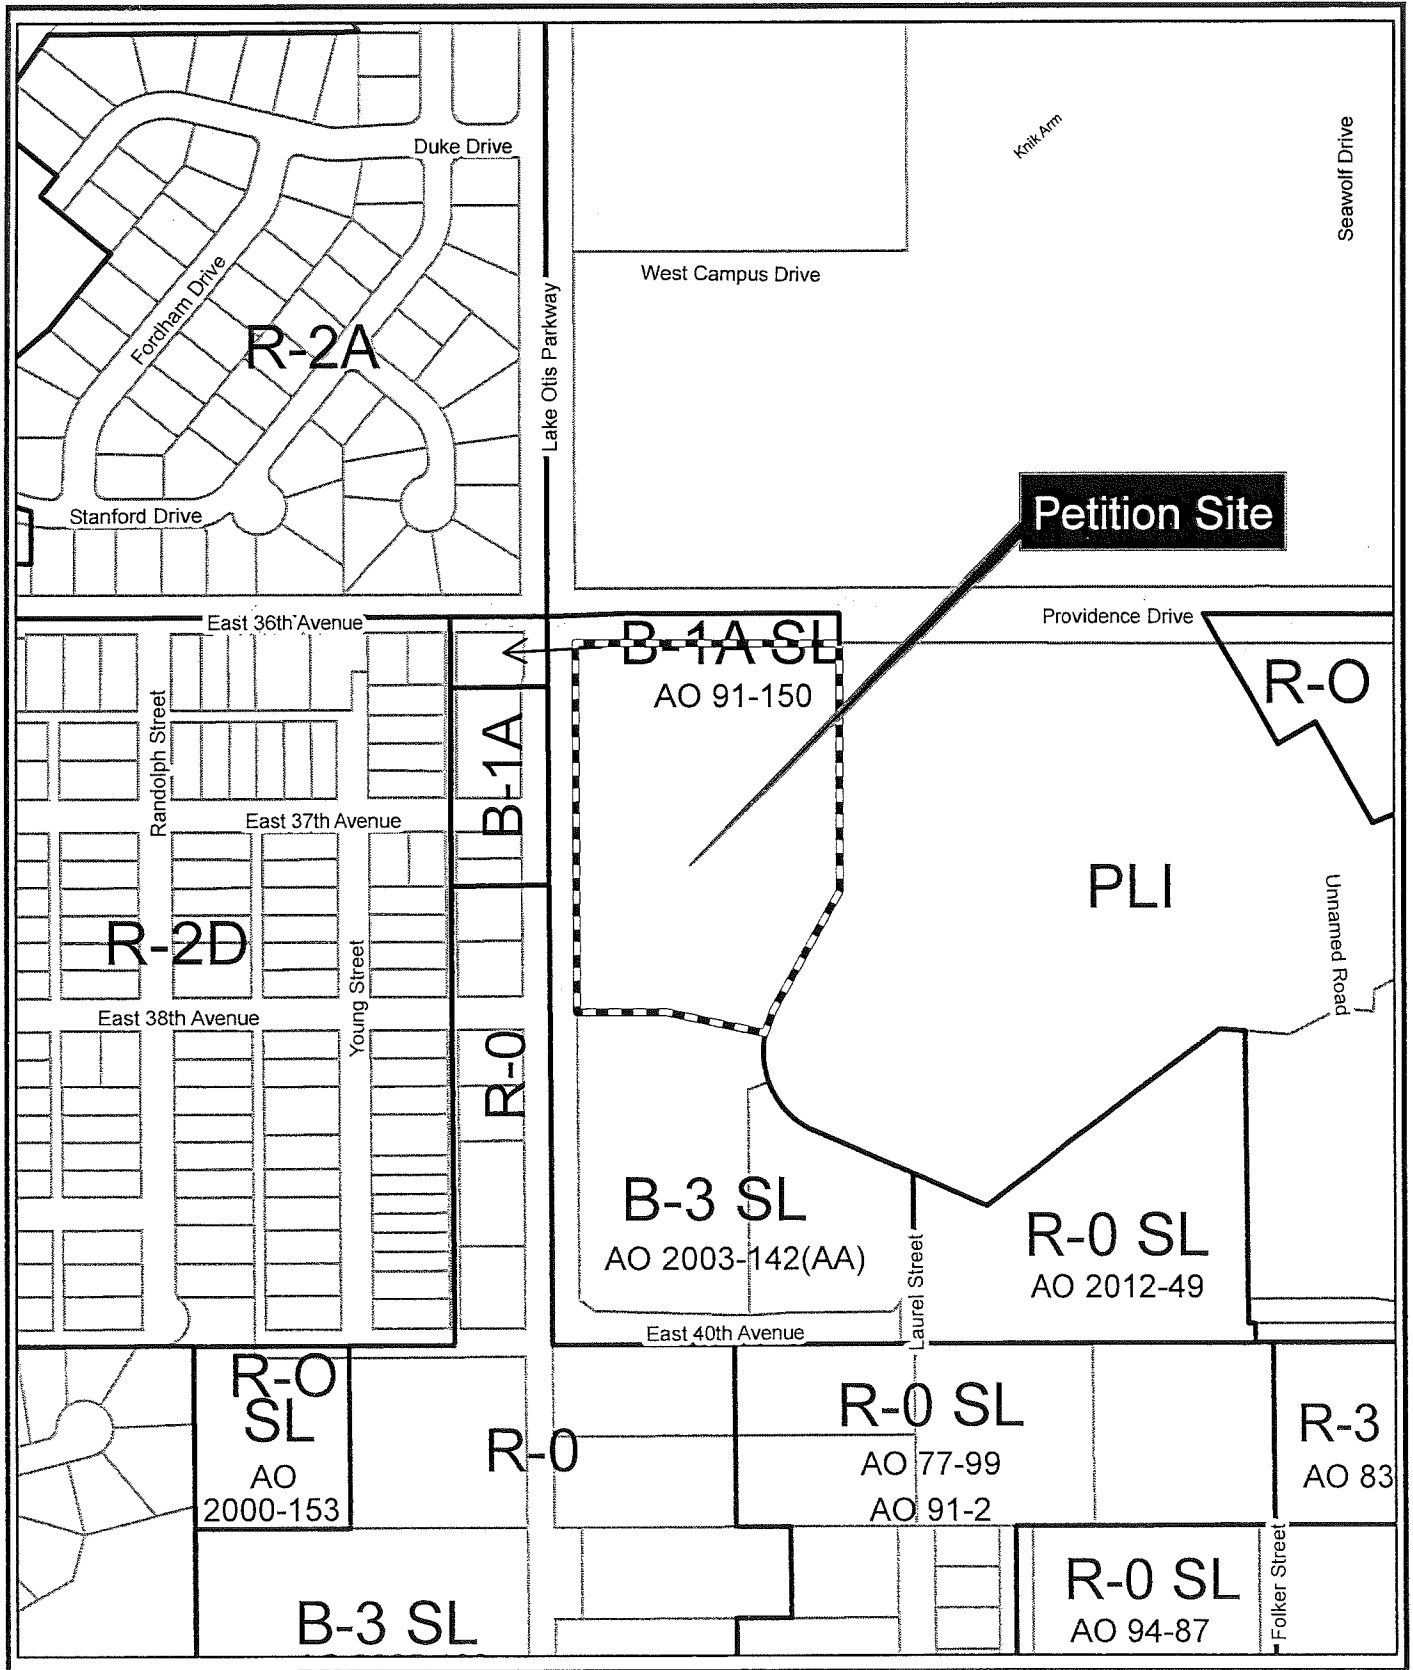 Duke Drive
Knik Arm
Seawolf Drive
West Campus Drive
Fordham Drive
R-2A
Lake Otis Parkway
Petition Site
Stanford Drive
East 36th Avenue
Providence Drive
B-1A SL
AO 91-150
R-O
Randolph Street
B-1A
East 37th Avenue
PLI
Unnamed Road
R-2D
Young Street
East 38th Avenue
R-0
B-3 SL
AO 2003-142(AA)
Laurel Street
R-0 SL
AO 2012-49
East 40th Avenue
R-O
SL
AO
2000-153
R-0
R-0 SL
AO 77-99
AO 91-2
R-3
AO 83
Folker Street
R-0 SL
AO 94-87
B-3 SL